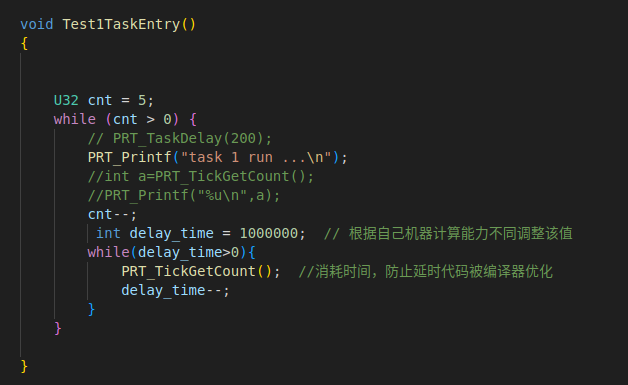 void Test1TaskEntry()
{
U32 cnt = 5;
while (cnt > 0) {
// PRT_TaskDelay(200);
PRT_Printf("task 1 run ...\n");
//int a=PRT_TickGetCount();
//PRT_Printf("%u\n",a);
cnt--;
int delay_time = 1000000;  // 根据自己机器计算能力不同调整该值
while(delay_time>0){
PRT_TickGetCount();  //消耗时间，防止延时代码被编译器优化
delay_time--;
}
}
}